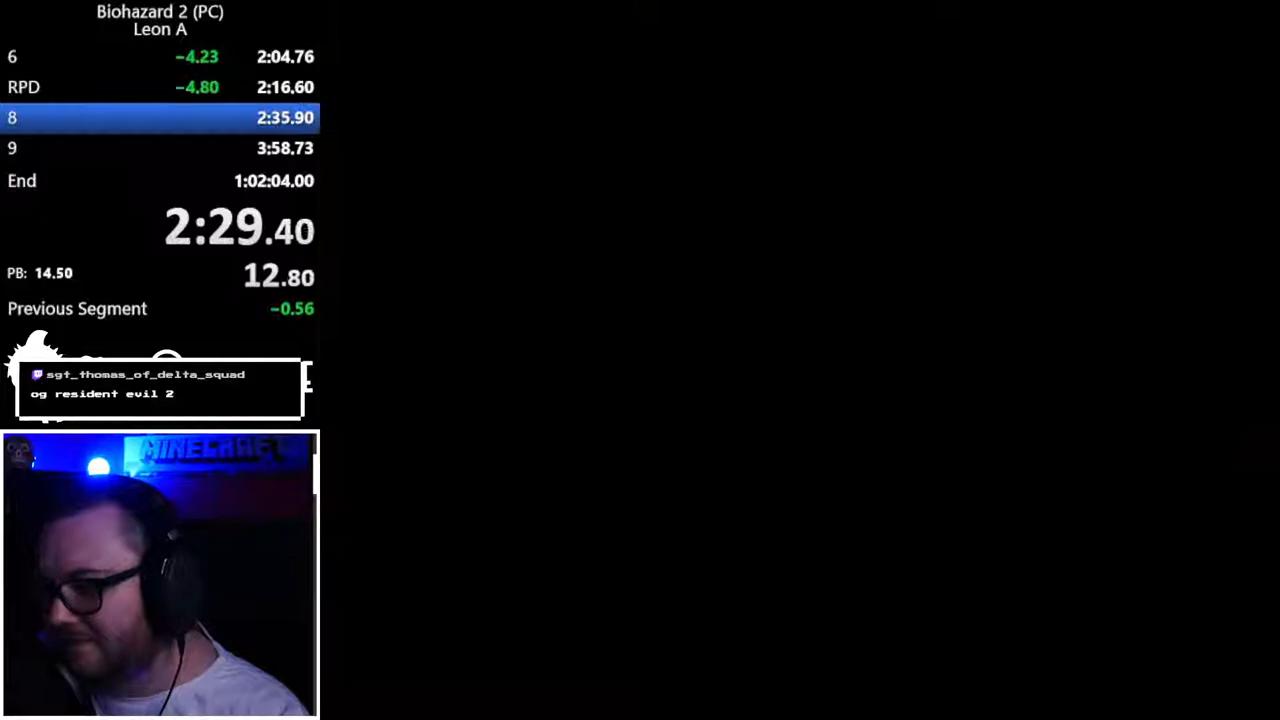 Biohazard 2 (PC)
Leon A
6 -4.23 2:04.76
RPD -4.80 2:16.60
8 2:35.90
9 3:58.73
End 1:02:04.00
2:29.40
PB: 14.50 12.80
Previous Segment -0.56
sgt_thomas_of_delta_squad
og resident evil 2
MINECRAFT